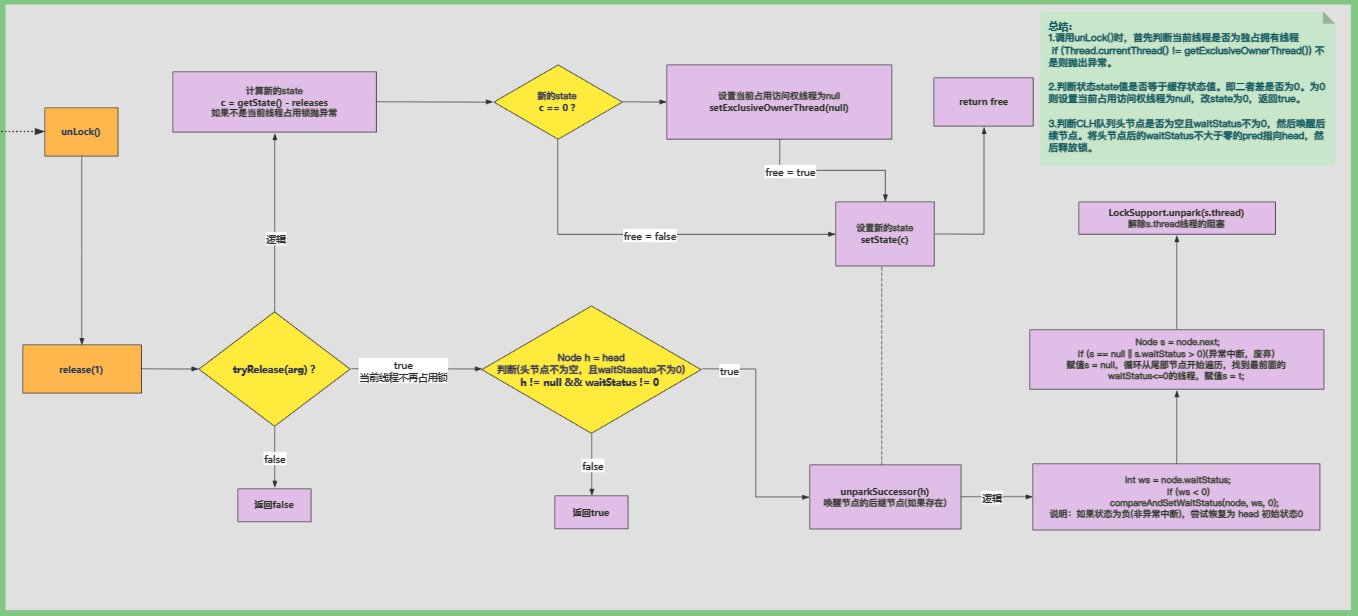 总结:
1.调用unLock()时，首先判断当前线程是否为独占拥有线程
if (Thread.currentThread() != getExclusiveOwnerThread()) 不
是则抛出异常。
2.判断状态state值是否等于缓存状态值。即二者差是否为0。为0
则设置当前占用访问权线程为null，改state为0，返回true。
3.判断CLH队列头节点是否为空且waitStatus不为0，然后唤醒后
续节点。将头节点后的waitStatus不大于零的pred指向head，然
后释放锁。
unLock()
计算新的state
c = getState() - releases
如果不是当前线程占用锁抛异常
新的state
c == 0 ?
设置当前占用访问权线程为null
setExclusiveOwnerThread(null)
return free
free = true
free = false
设置新的state
setState(c)
逻辑
LockSupport.unpark(s.thread)
解除s.thread线程的阻塞
release(1)
tryRelease(arg) ?
true
当前线程不再占用锁
Node h = head
判断(头节点不为空，且waitStaatus不为0)
h != null && waitStatus != 0
true
Node s = node.next;
if (s == null || s.waitStatus > 0)(异常中断，废弃)
赋值s = null，循环从尾部节点开始遍历，找到最前面的
waitStatus<=0的线程，赋值s = t;
false
返回false
false
返回true
unparkSuccessor(h)
唤醒节点的后继节点(如果存在)
逻辑
int ws = node.waitStatus;
if (ws < 0)
compareAndSetWaitStatus(node, ws, 0);
说明：如果状态为负(非异常中断)，尝试恢复为 head 初始状态0